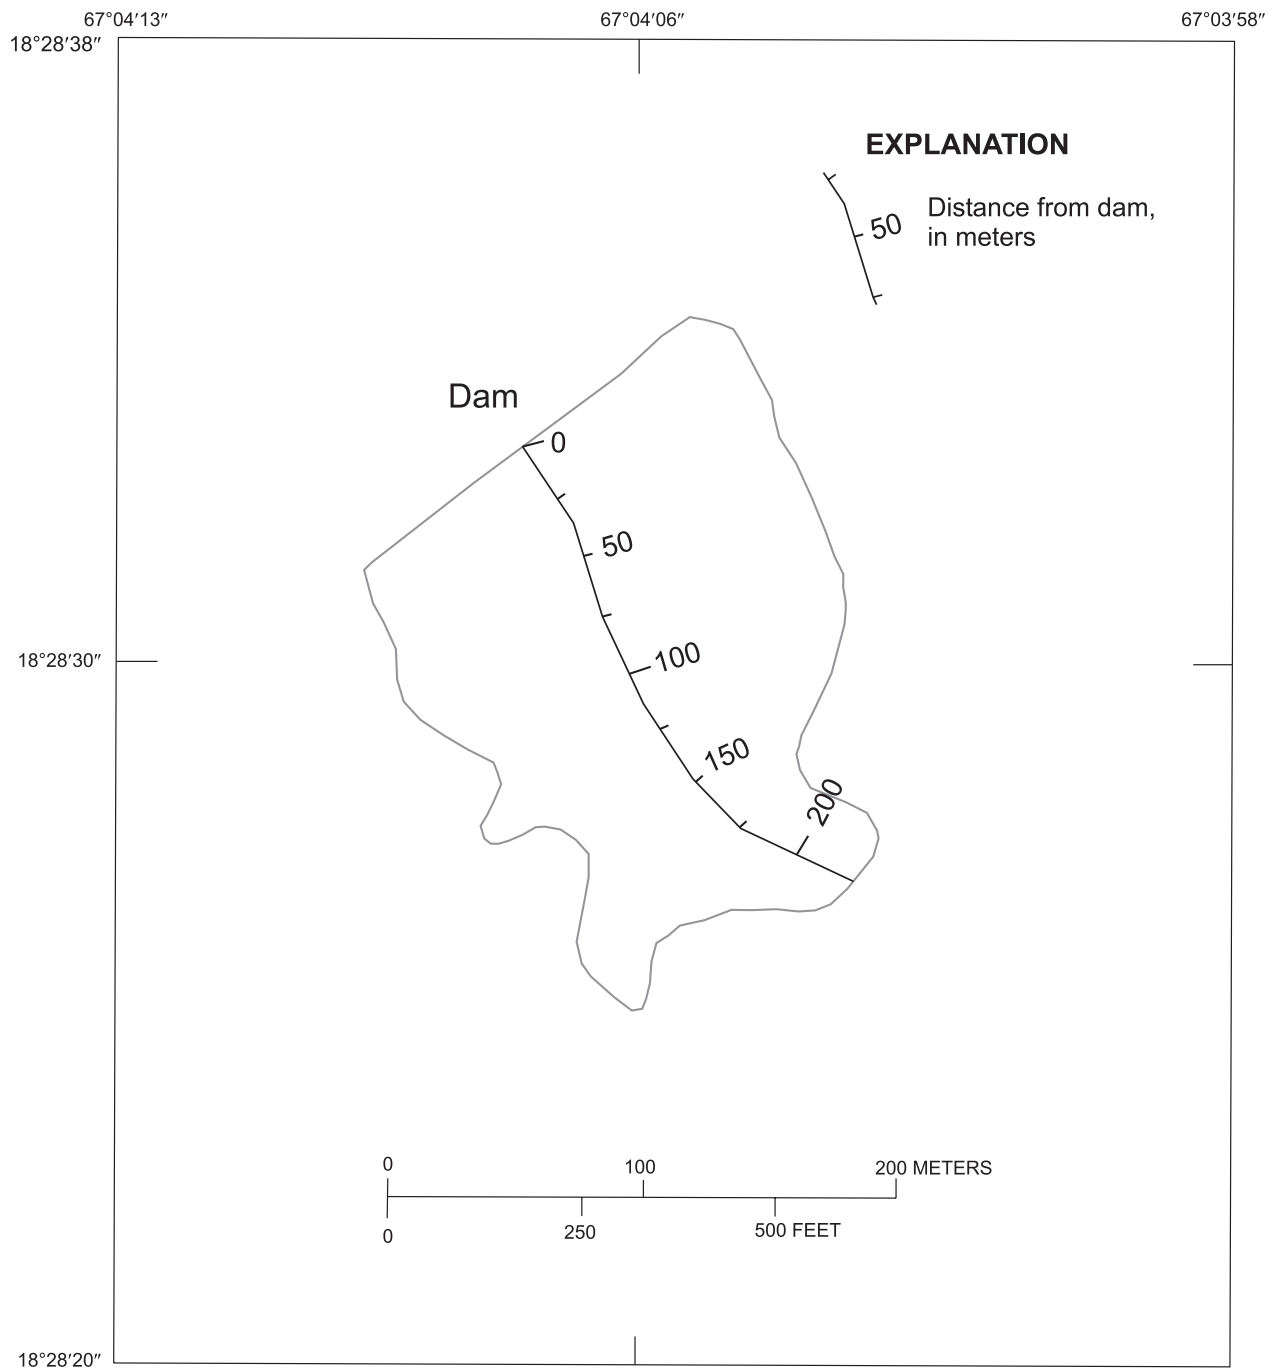 67°04′13″
67°04′06″
67°03′58″
18°28′38″
EXPLANATION
50
Distance from dam,
in meters
Dam
0
50
18°28′30″
100
150
200
0
100
200 METERS
0
250
500 FEET
18°28′20″